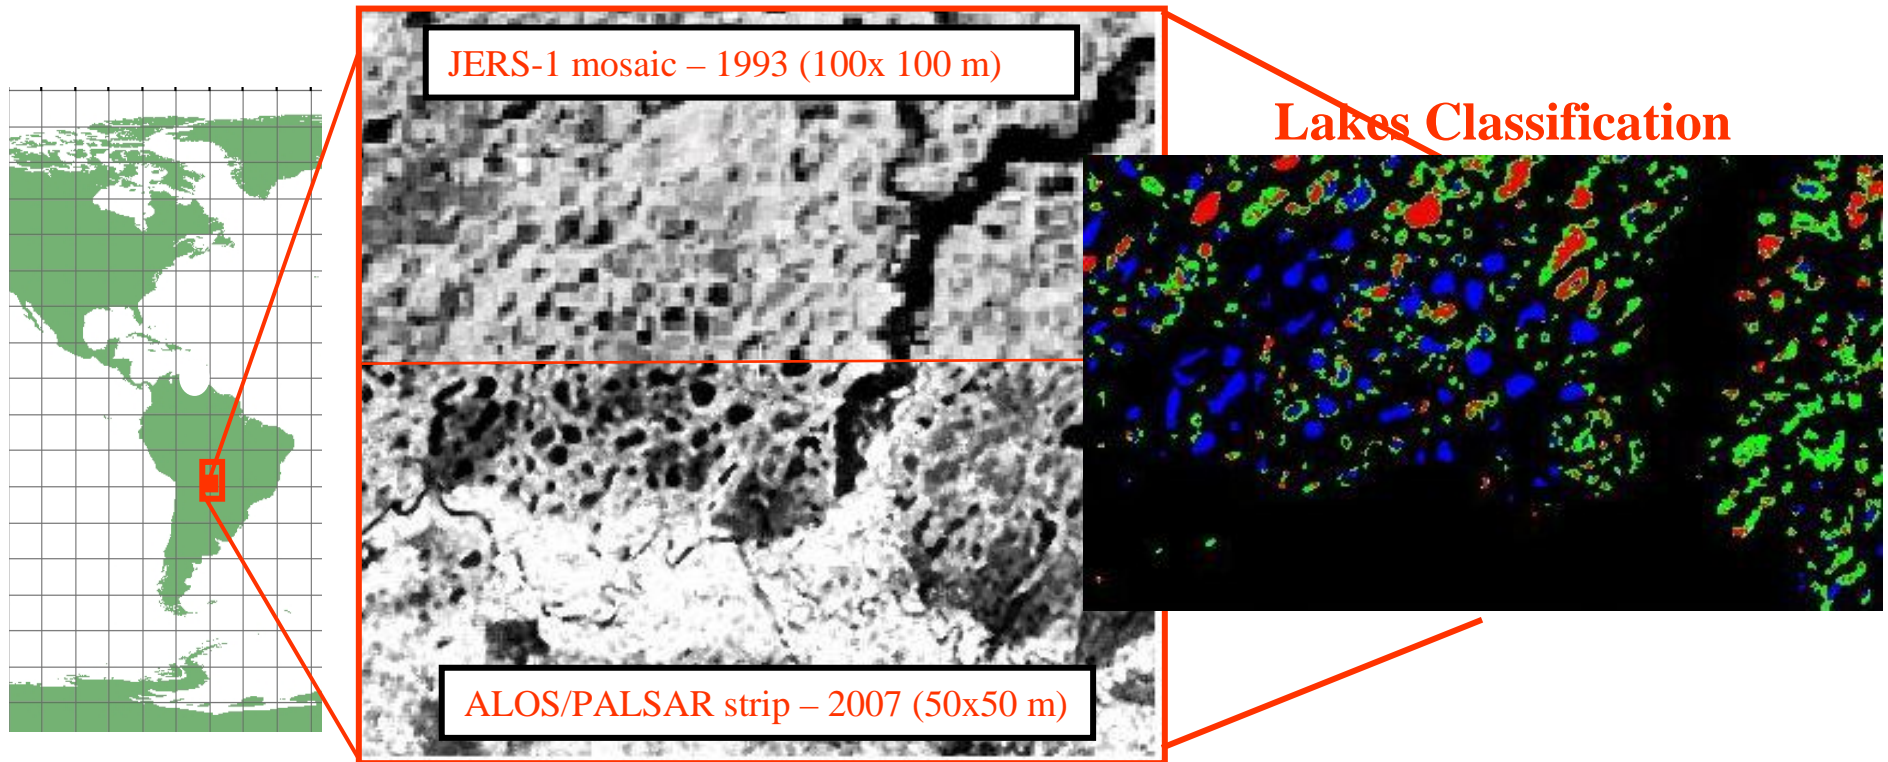 JERS-1 mosaic – 1993 (100x 100 m)
Lakes Classification
ALOS/PALSAR strip – 2007 (50x50 m)